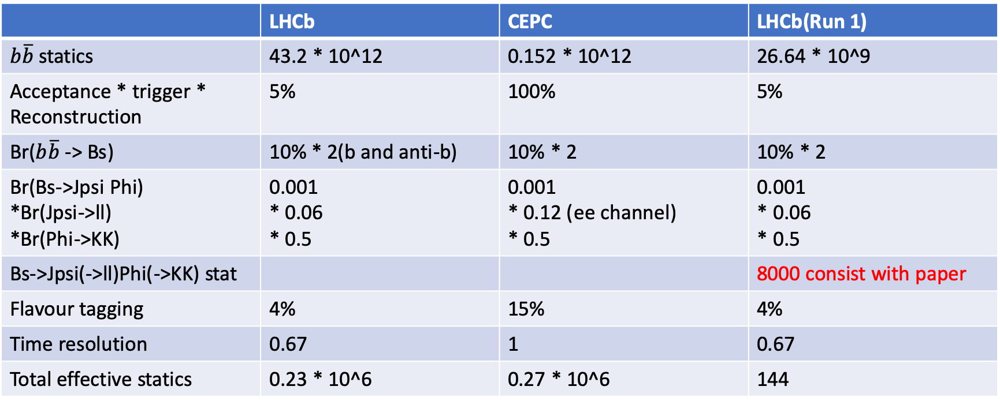 LHCb CEPC LHCb(Run 1)
bb̅ statics 43.2 * 10^12 0.152 * 10^12 26.64 * 10^9
Acceptance * trigger * 5% 100% 5%
Reconstruction
Br(bb̅ -> Bs) 10% * 2(b and anti-b) 10% * 2 10% * 2
Br(Bs->Jpsi Phi) 0.001 0.001 0.001
*Br(Jpsi->ll) * 0.06 * 0.12 (ee channel) * 0.06
*Br(Phi->KK) * 0.5 * 0.5 * 0.5
Bs->Jpsi(->ll)Phi(->KK) stat 8000 consist with paper
Flavour tagging 4% 15% 4%
Time resolution 0.67 1 0.67
Total effective statics 0.23 * 10^6 0.27 * 10^6 144